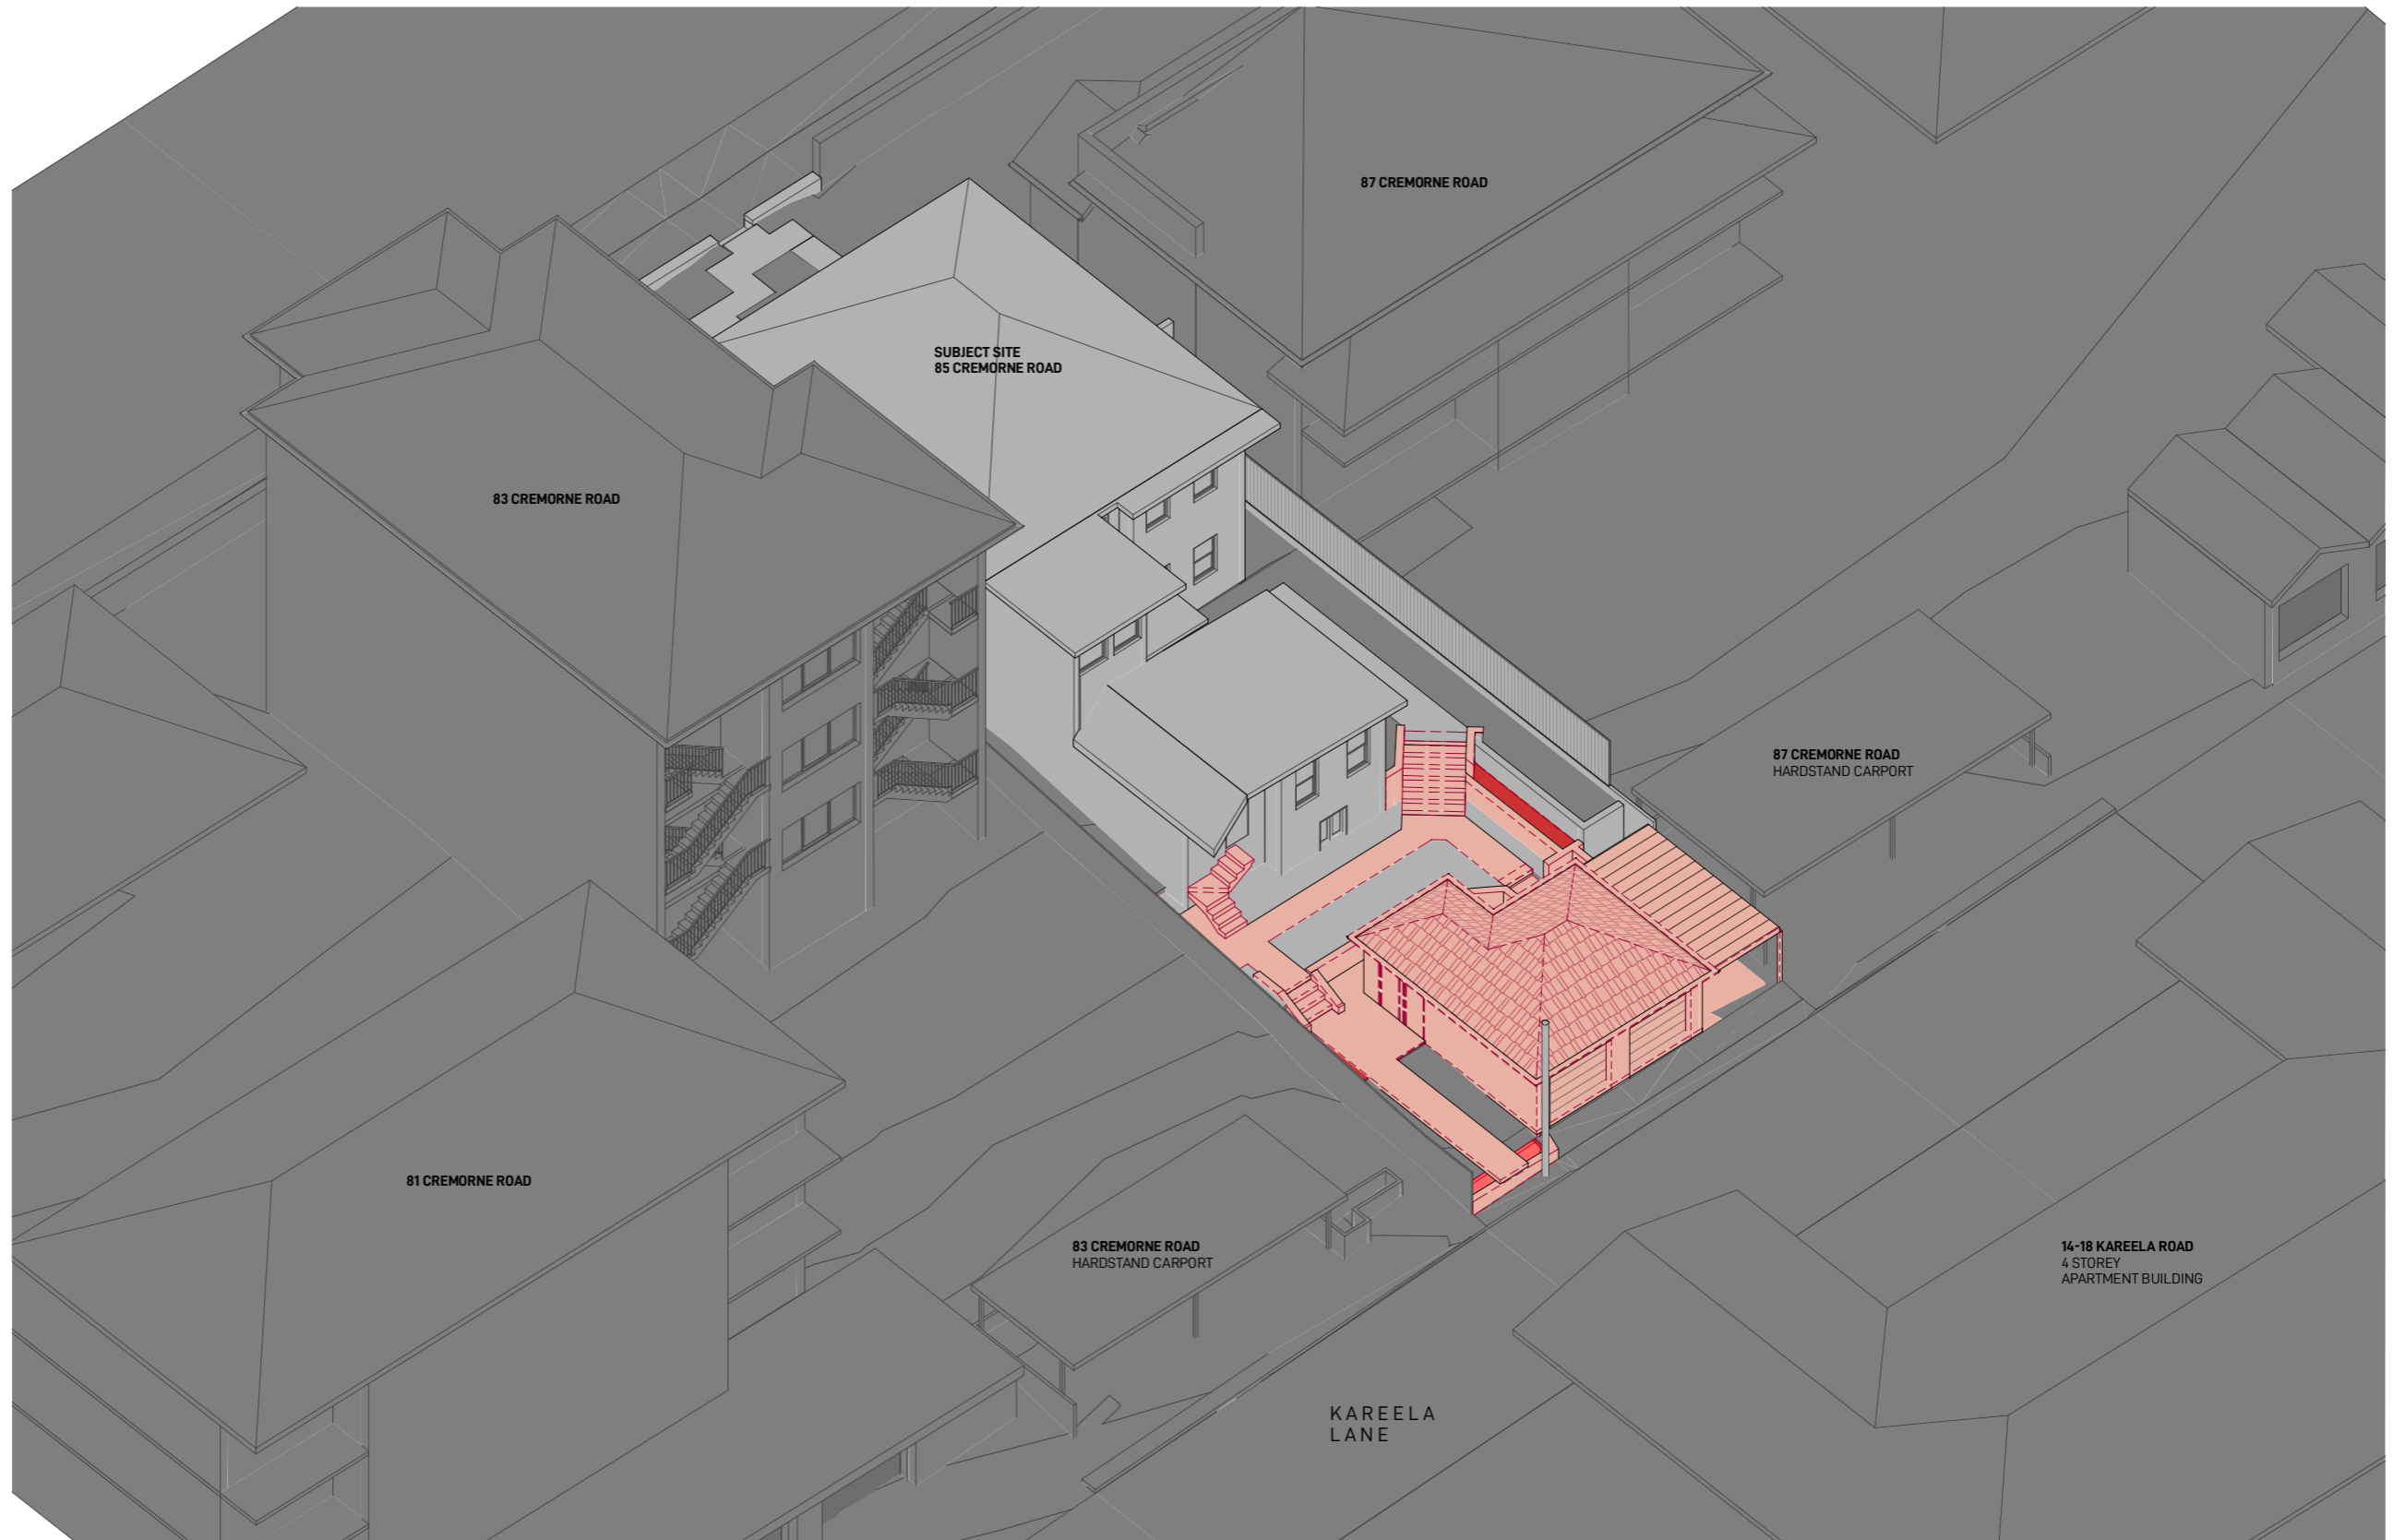 87 CREMORNE ROAD
SUBJECT SITE
85 CREMORNE ROAD
83 CREMORNE ROAD
87 CREMORNE ROAD
HARDSTAND CARPORT
81 CREMORNE ROAD
83 CREMORNE ROAD
HARDSTAND CARPORT
14-18 KAREELA ROAD
4 STOREY
APARTMENT BUILDING
KAREELA
LANE